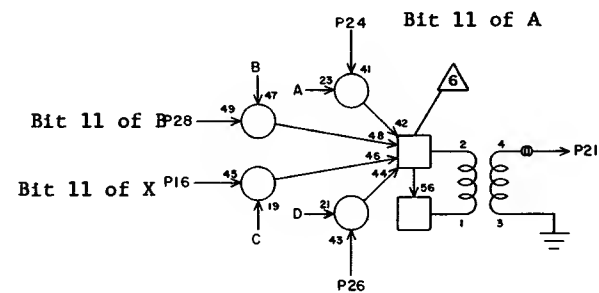 Bit 11 of A
P24
6
B
A
23
41
47
42
Bit 11 of B
P28
49
48
2
4
P21
46
44
Bit 11 of X
P16
45
56
19
D
21
1
3
C
43
P26